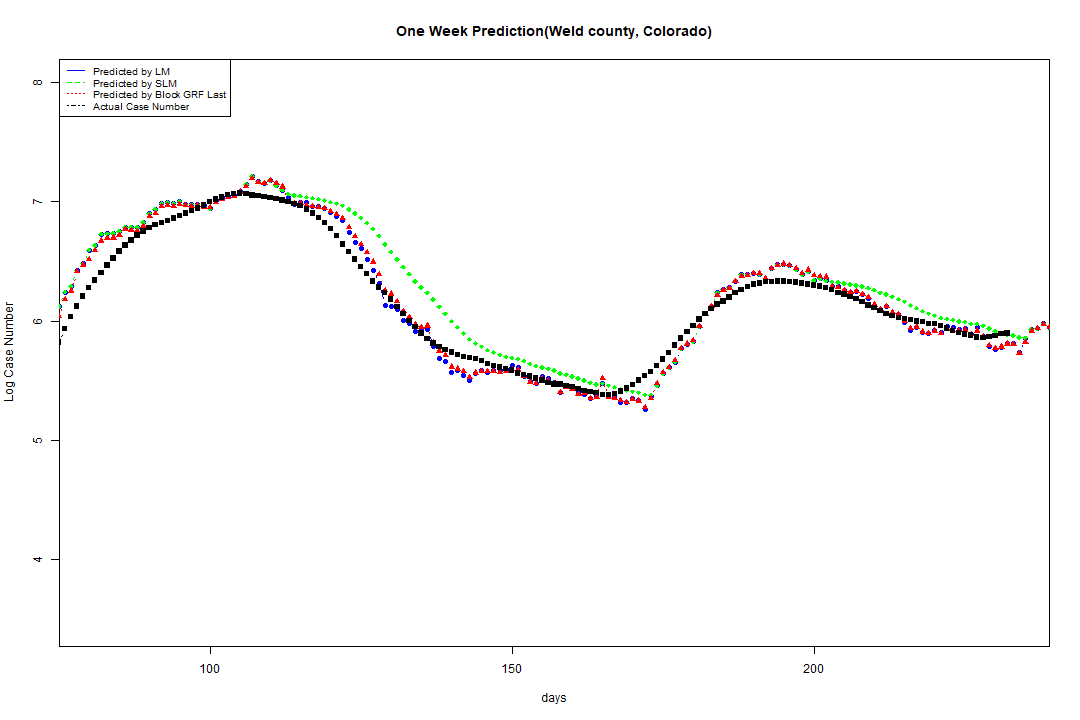 One Week Prediction(Weld county, Colorado)
Predicted by LM
Predicted by SLM
Predicted by Block GRF Last
Actual Case Number
8
7
6
5
4
Log Case Number
100
150
200
days